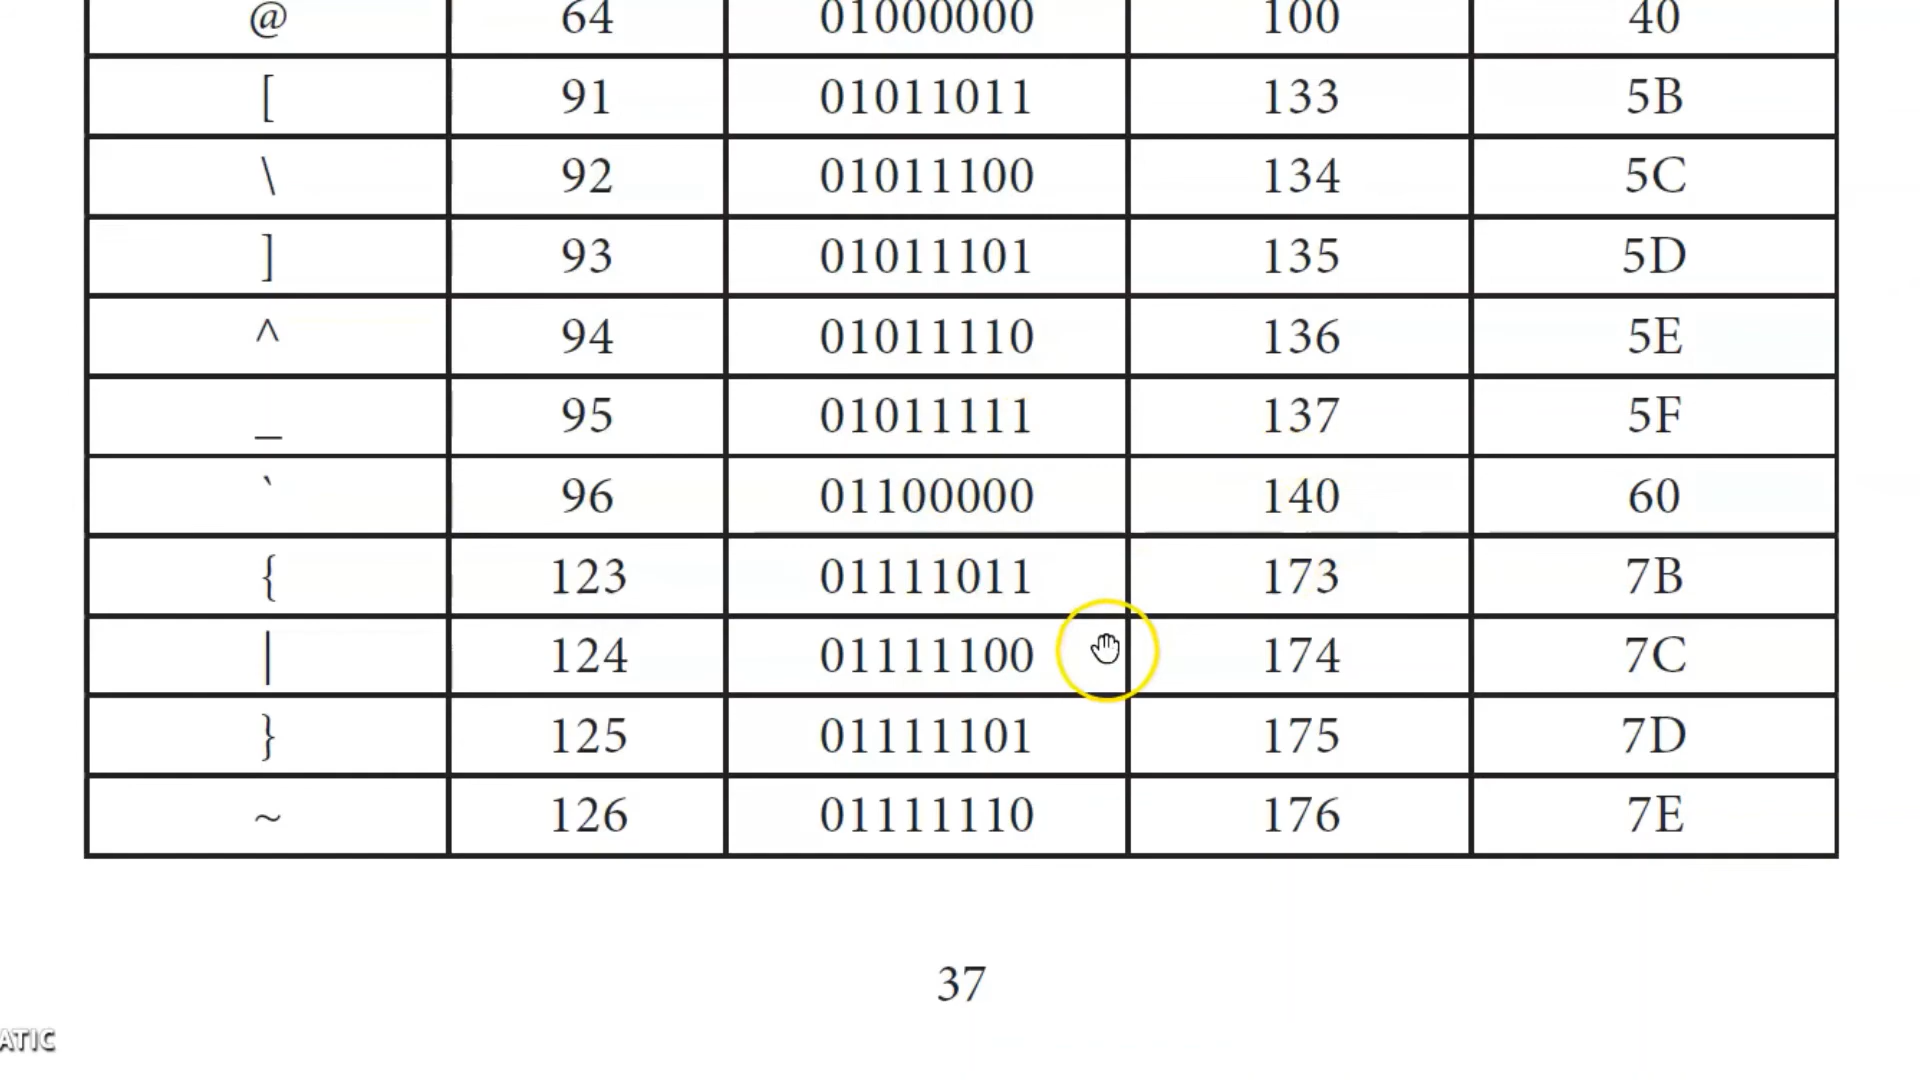 @ 64 01000000 100 40
[ 91 01011011 133 5B
\ 92 01011100 134 5C
] 93 01011101 135 5D
^ 94 01011110 136 5E
_ 95 01011111 137 5F
` 96 01100000 140 60
{ 123 01111011 173 7B
| 124 01111100 174 7C
} 125 01111101 175 7D
~ 126 01111110 176 7E
37
ATIC